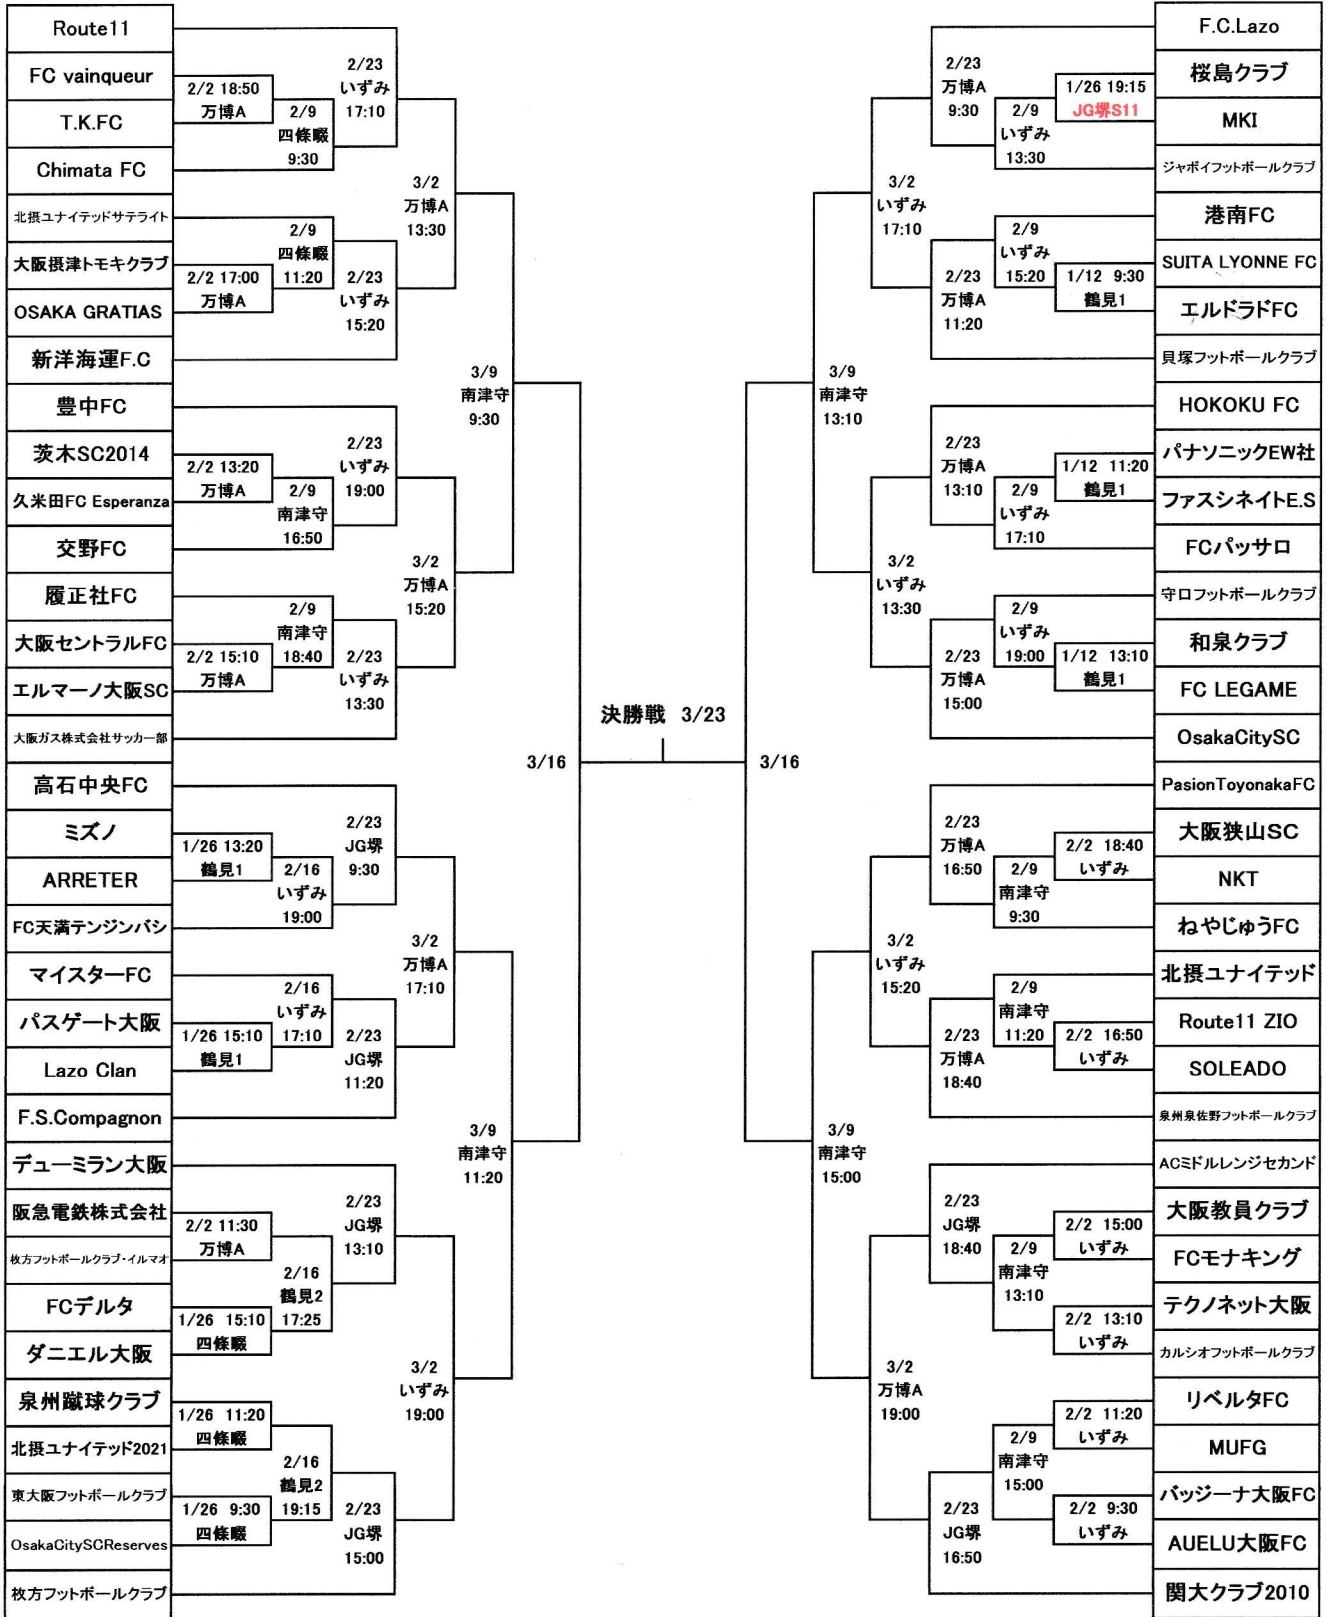 Route11
FC vainqueur
T.K.FC
Chimata FC
北摂ユナイテッドサテライト
大阪摂津トモキクラブ
OSAKA GRATIAS
新洋海運F.C
豊中FC
茨木SC2014
久米田FC Esperanza
交野FC
履正社FC
大阪セントラルFC
エルマーノ大阪SC
大阪ガス株式会社サッカー部
高石中央FC
ミズノ
ARRETER
FC天満テンジンバシ
マイスターFC
パスゲート大阪
Lazo Clan
F.S.Compagnon
デューミラン大阪
阪急電鉄株式会社
枚方フットボールクラブ・イルマオ
FCデルタ
ダニエル大阪
泉州蹴球クラブ
北摂ユナイテッド2021
東大阪フットボールクラブ
OsakaCitySCReserves
枚方フットボールクラブ
2/2 18:50
万博A
2/2 17:00
万博A
2/2 13:20
万博A
2/2 15:10
万博A
1/26 13:20
鶴見1
1/26 15:10
鶴見1
2/2 11:30
万博A
1/26 15:10
四條畷
1/26 11:20
四條畷
1/26 9:30
四條畷
2/9
四條畷
9:30
2/9
四條畷
11:20
2/9
南津守
16:50
2/9
南津守
18:40
2/16
いずみ
19:00
2/16
いずみ
17:10
2/16
鶴見2
17:25
2/16
鶴見2
19:15
2/23
いずみ
17:10
2/23
いずみ
15:20
2/23
いずみ
19:00
2/23
いずみ
13:30
2/23
JG堺
9:30
2/23
JG堺
11:20
2/23
JG堺
13:10
2/23
JG堺
15:00
3/2
万博A
13:30
3/2
万博A
15:20
3/2
万博A
17:10
3/2
いずみ
19:00
3/9
南津守
9:30
3/9
南津守
11:20
3/16
決勝戦 3/23
3/16
3/9
南津守
13:10
3/9
南津守
15:00
3/2
いずみ
17:10
3/2
いずみ
13:30
3/2
いずみ
15:20
3/2
万博A
19:00
2/23
万博A
9:30
2/23
万博A
11:20
2/23
万博A
13:10
2/23
万博A
15:00
2/23
万博A
16:50
2/23
万博A
18:40
2/23
JG堺
18:40
2/23
JG堺
16:50
2/9
いずみ
13:30
2/9
いずみ
15:20
2/9
いずみ
17:10
2/9
いずみ
19:00
2/9
南津守
9:30
2/9
南津守
11:20
2/9
南津守
13:10
2/9
南津守
15:00
1/26 19:15
JG堺S11
1/12 9:30
鶴見1
1/12 11:20
鶴見1
1/12 13:10
鶴見1
2/2 18:40
いずみ
2/2 16:50
いずみ
2/2 15:00
いずみ
2/2 13:10
いずみ
2/2 11:20
いずみ
2/2 9:30
いずみ
F.C.Lazo
桜島クラブ
MKI
ジャボイフットボールクラブ
港南FC
SUITA LYONNE FC
エルドラドFC
貝塚フットボールクラブ
HOKOKU FC
パナソニックEW社
ファスシネイトE.S
FCパッサロ
守口フットボールクラブ
和泉クラブ
FC LEGAME
OsakaCitySC
PasionToyonakaFC
大阪狭山SC
NKT
ねやじゅうFC
北摂ユナイテッド
Route11 ZIO
SOLEADO
泉州泉佐野フットボールクラブ
ACミドルレンジセカンド
大阪教員クラブ
FCモナキング
テクノネット大阪
カルシオフットボールクラブ
リベルタFC
MUFG
バッジーナ大阪FC
AUELU大阪FC
関大クラブ2010